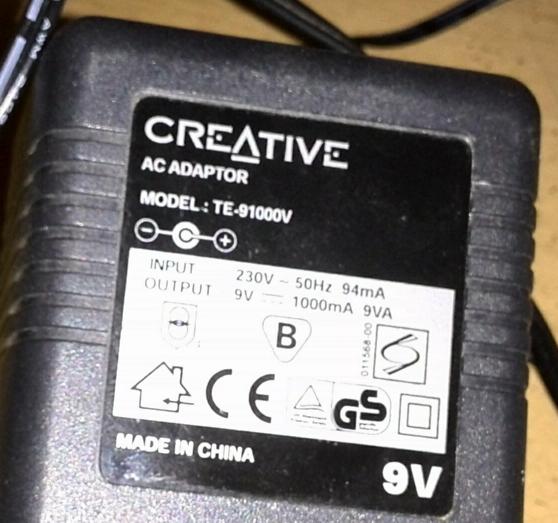 CREATIVE
AC ADAPTOR
MODEL : TE-91000V
INPUT 230V ~ 50Hz 94mA
OUTPUT 9V ⎓ 1000mA 9VA
B
011568-00
CE
GS
MADE IN CHINA
9V